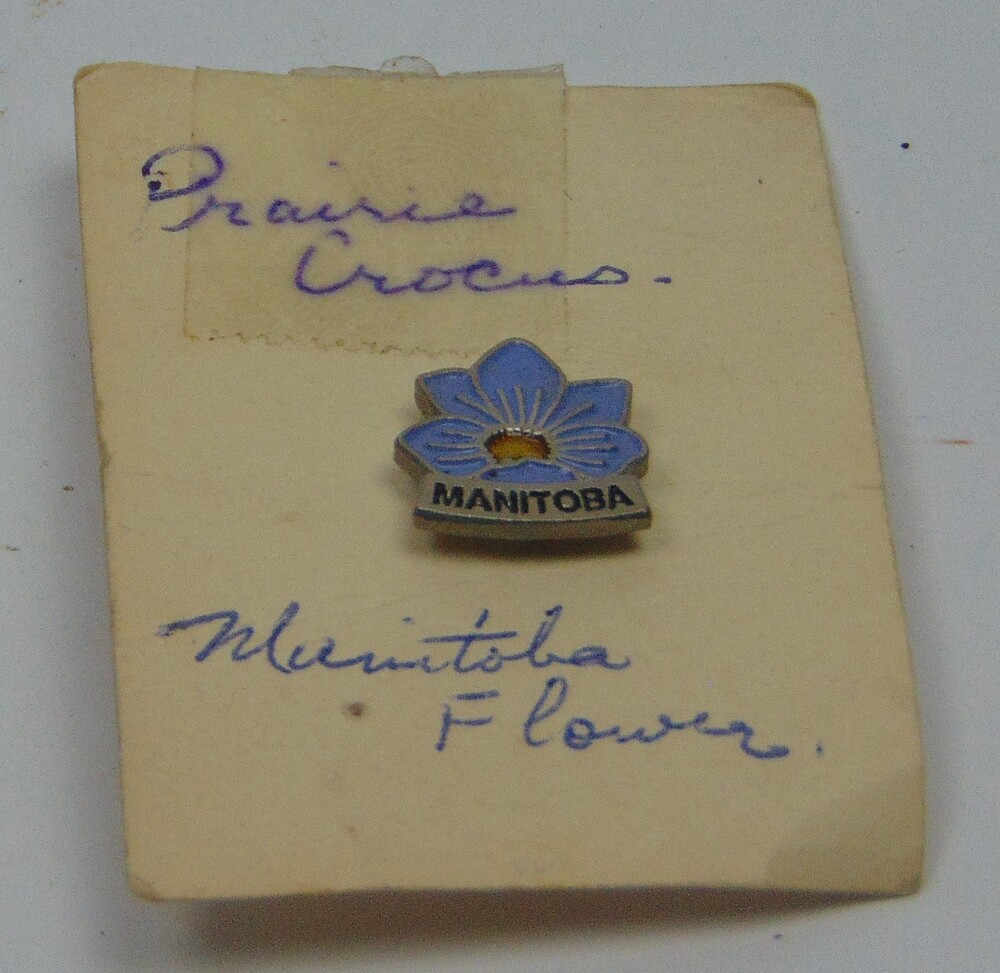 Prairie
Crocus.
MANITOBA
Manitoba
Flower.